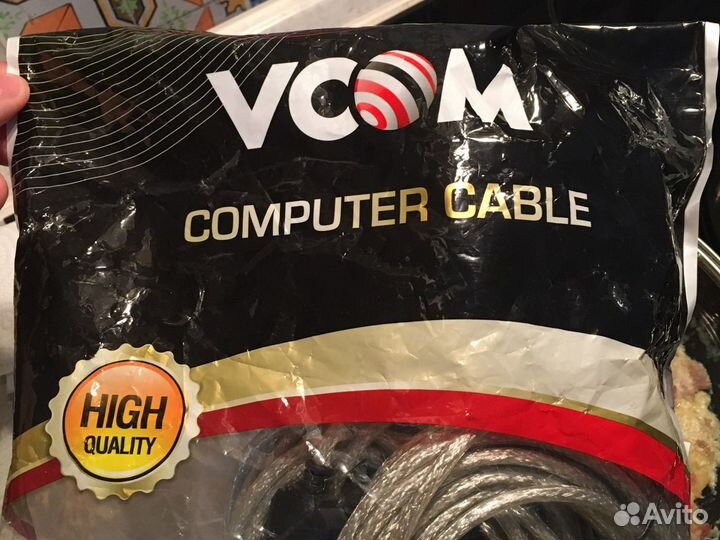 VCOM
COMPUTER CABLE
HIGH
QUALITY
Avito